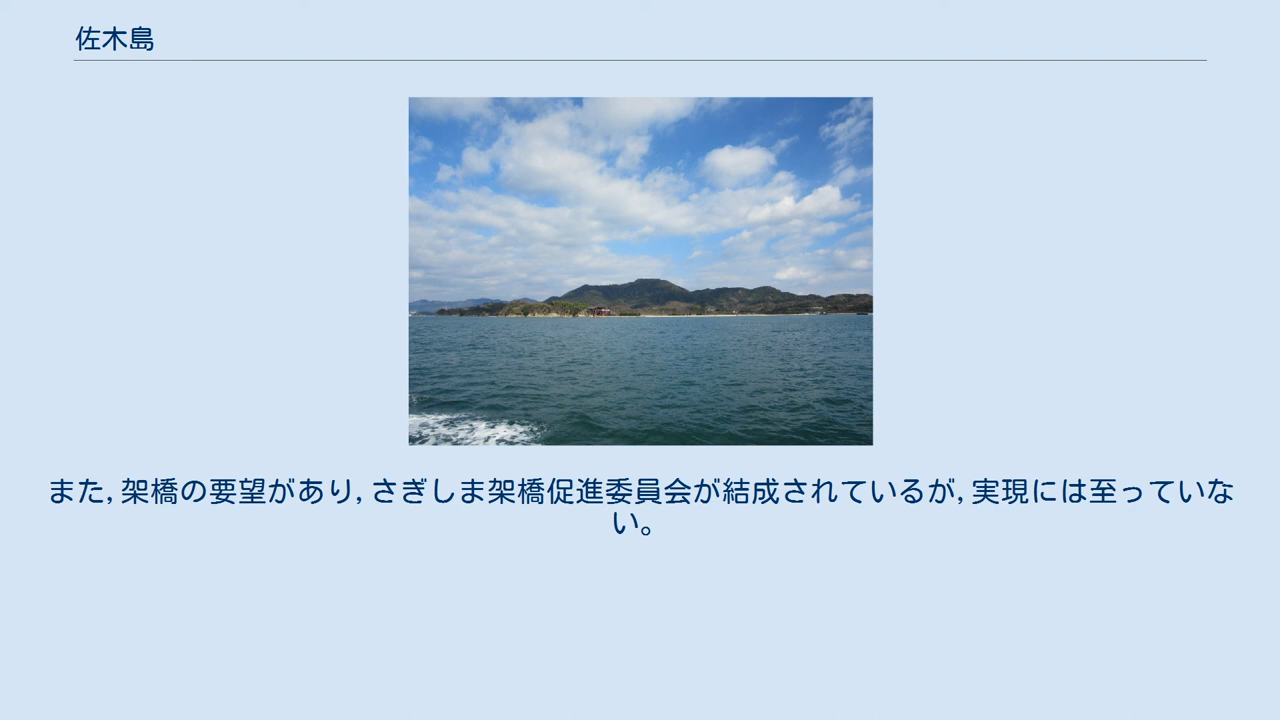 佐木島
また, 架橋の要望があり, さぎしま架橋促進委員会が結成されているが, 実現には至っていな
い。